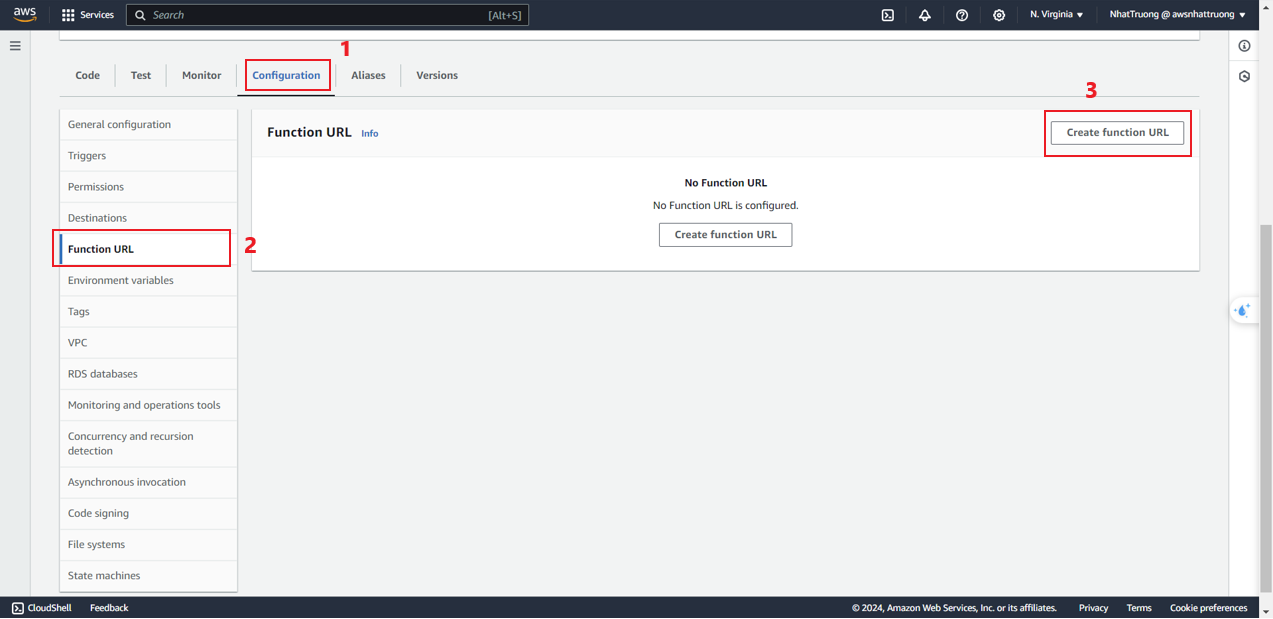 aws
Services
Search
[Alt+S]
N. Virginia
NhatTruong @ awsnhattruong
1
Code
Test
Monitor
Configuration
Aliases
Versions
3
General configuration
Triggers
Permissions
Destinations
Function URL
2
Environment variables
Tags
VPC
RDS databases
Monitoring and operations tools
Concurrency and recursion
detection
Asynchronous invocation
Code signing
File systems
State machines
Function URL Info
Create function URL
No Function URL
No Function URL is configured.
Create function URL
CloudShell
Feedback
© 2024, Amazon Web Services, Inc. or its affiliates.
Privacy
Terms
Cookie preferences